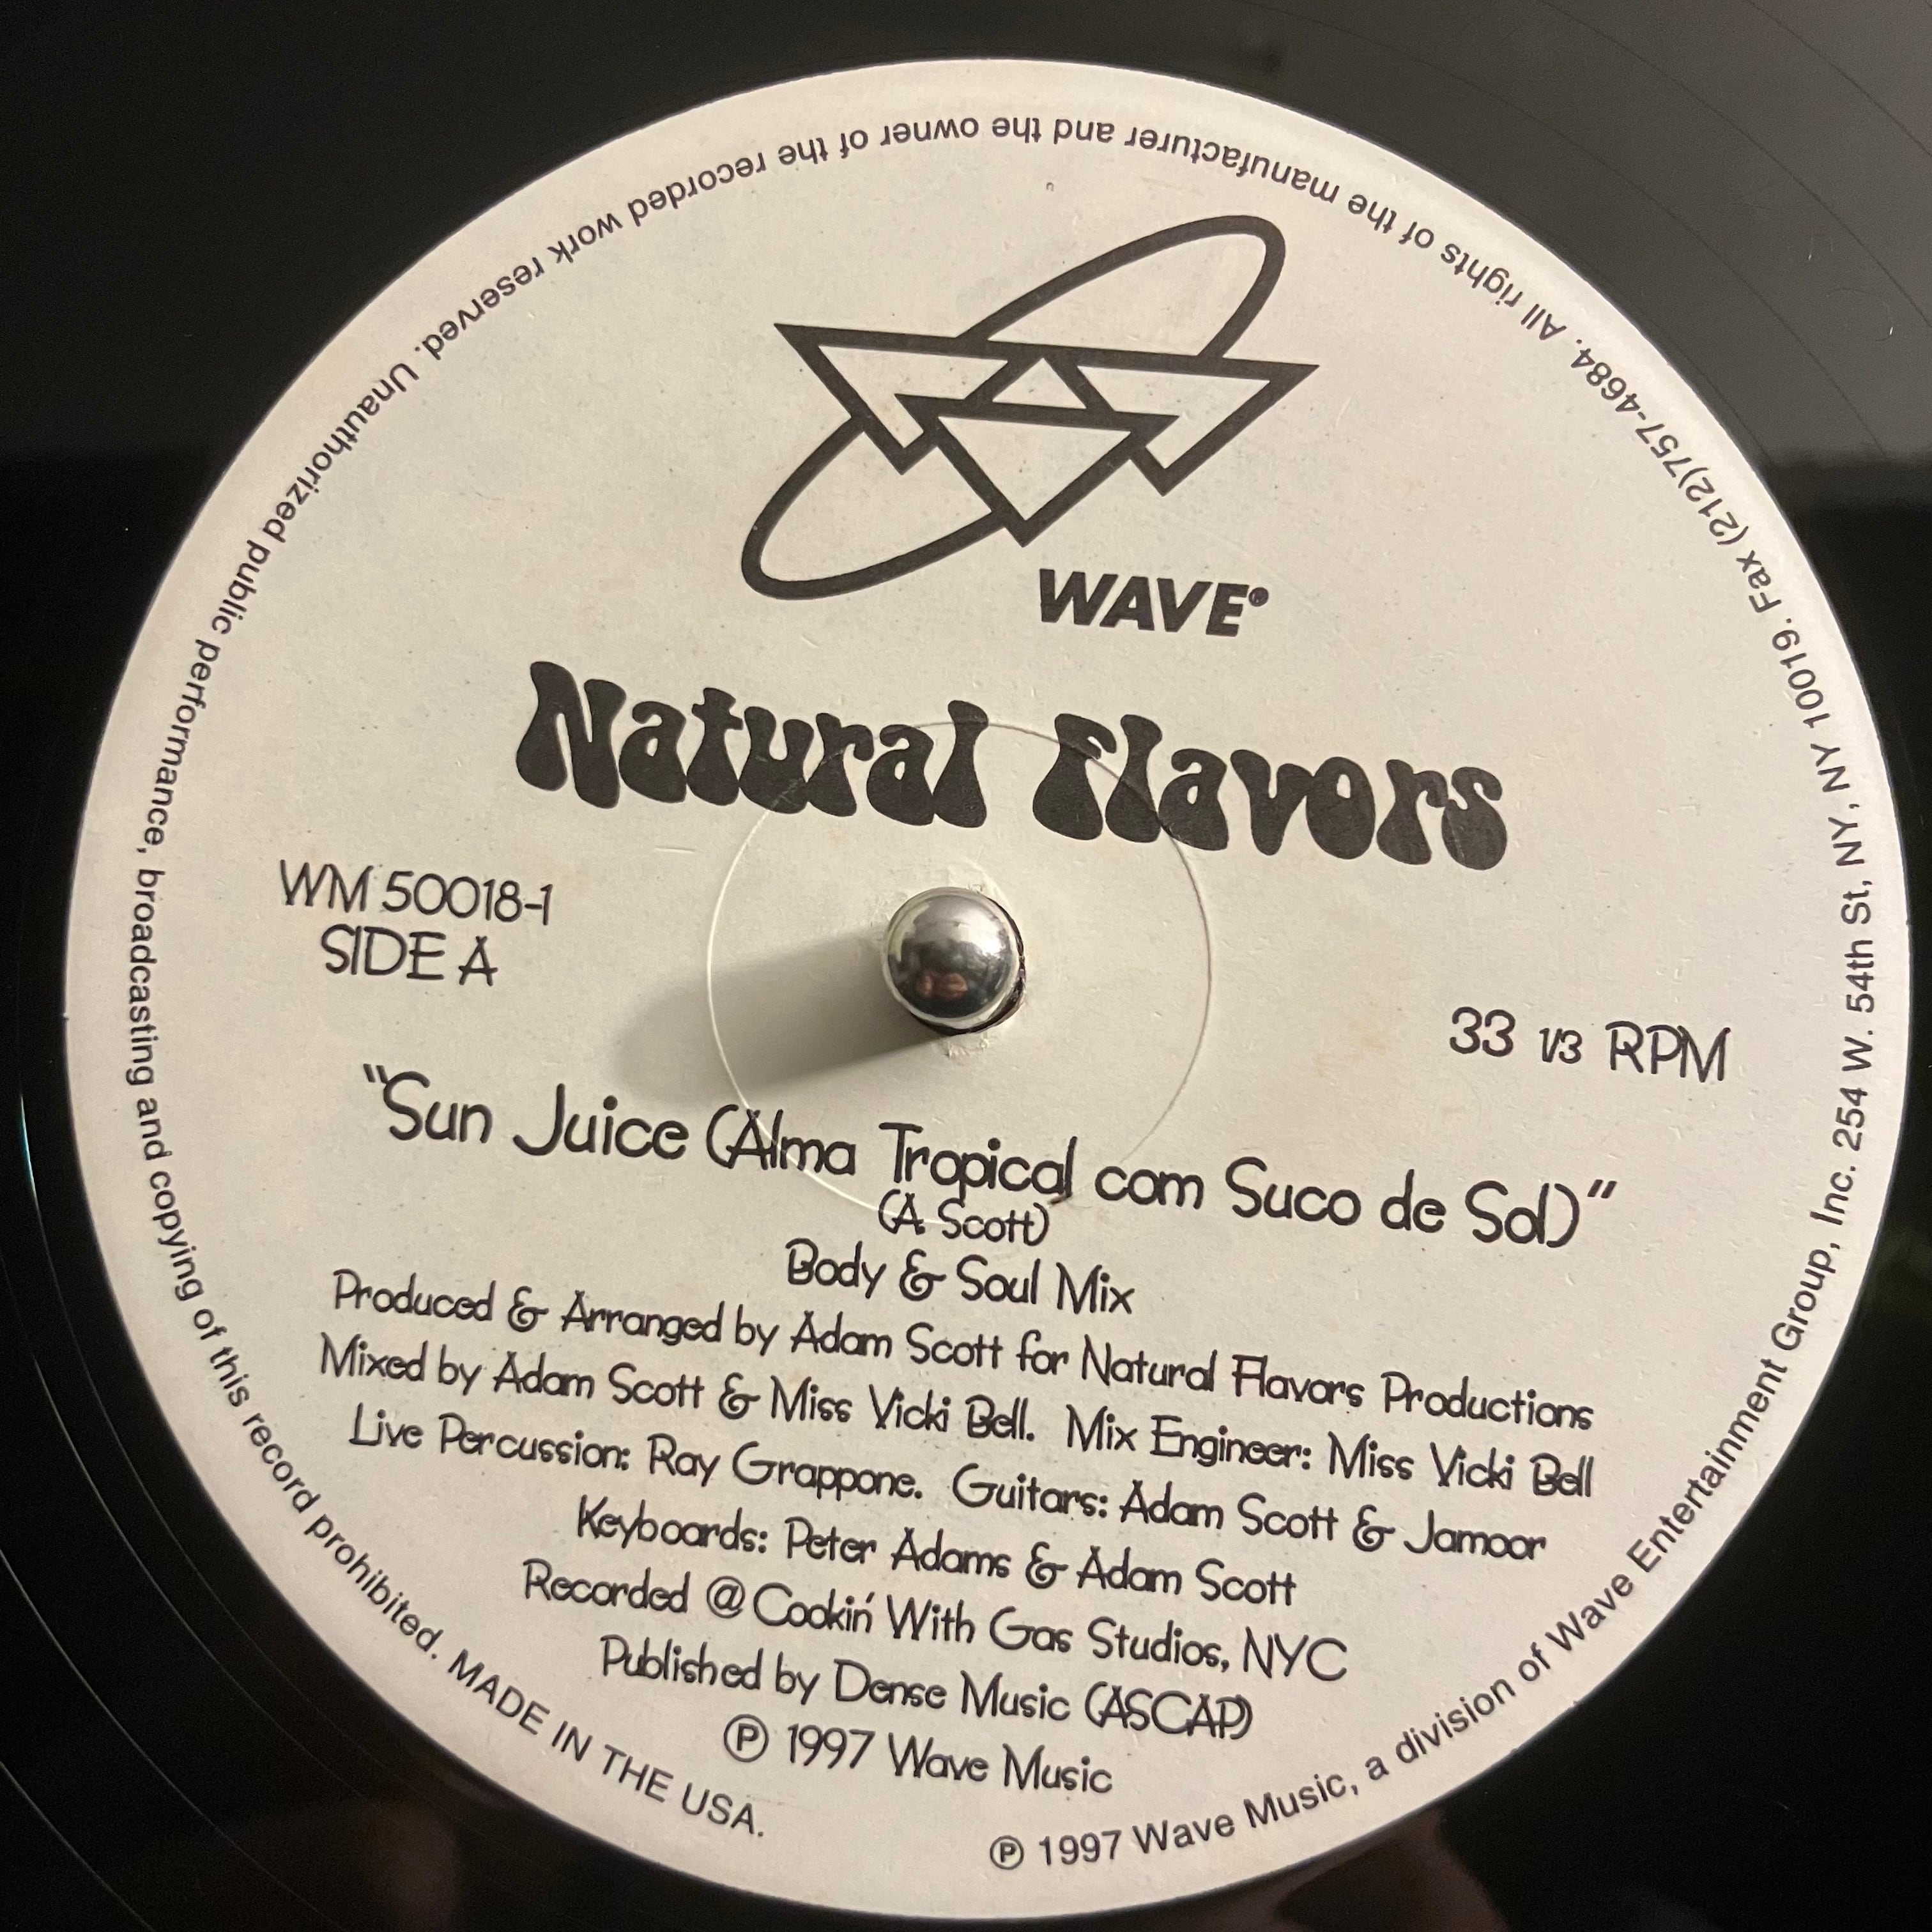 WAVE®
Natural Flavors
WM 50018-1
SIDE A
33 1/3 RPM
"Sun Juice (Alma Tropical com Suco de Sol)"
(A. Scott)
Body & Soul Mix
Produced & Arranged by Adam Scott for Natural Flavors Productions
Mixed by Adam Scott & Miss Vicki Bell. Mix Engineer: Miss Vicki Bell
Live Percussion: Ray Grappone. Guitars: Adam Scott & Jamoor
Keyboards: Peter Adams & Adam Scott
Recorded @ Cookin' With Gas Studios, NYC
Published by Dense Music (ASCAP)
℗ 1997 Wave Music
℗ 1997 Wave Music, a division of Wave Entertainment Group, Inc. 254 W. 54th St, NY, NY 10019. Fax (212)757-4684. All rights of the manufacturer and the owner of the recorded work reserved. Unauthorized public performance, broadcasting and copying of this record prohibited. MADE IN THE USA.